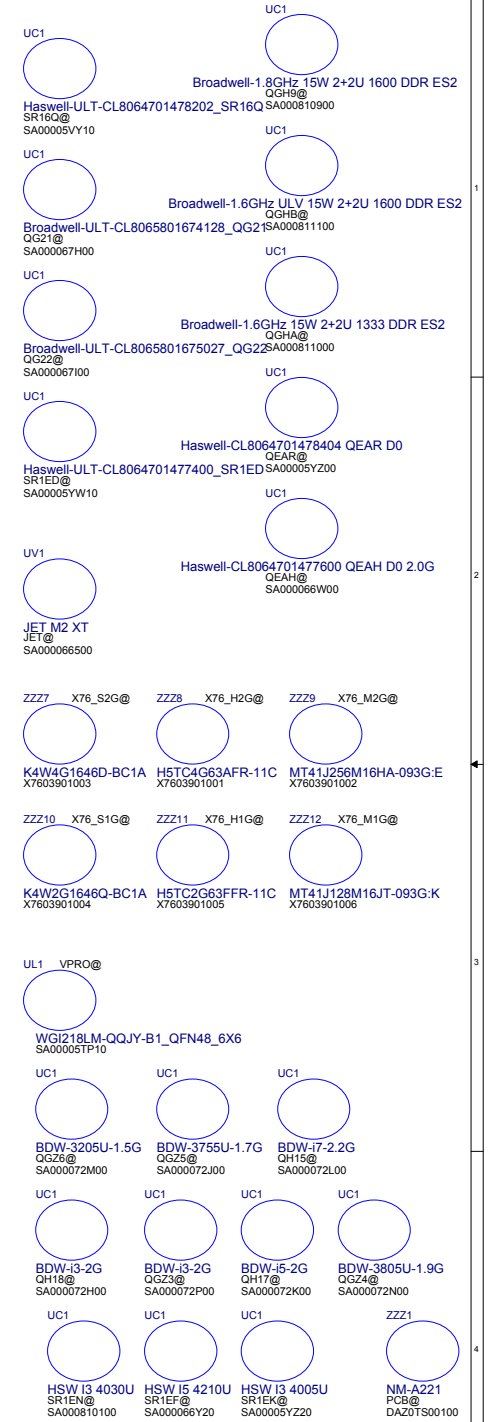 UC1
Haswell-ULT-CL8064701478202_SR16Q
SR16Q@
SA00005VY10
UC1
Broadwell-1.8GHz 15W 2+2U 1600 DDR ES2
QGH9@
SA000810900
UC1
Broadwell-ULT-CL8065801674128_QG21
QG21@
SA000067H00
UC1
Broadwell-1.6GHz ULV 15W 2+2U 1600 DDR ES2
QGHB@
SA000811100
1
UC1
Broadwell-ULT-CL8065801675027_QG22
QG22@
SA000067I00
UC1
Broadwell-1.6GHz 15W 2+2U 1333 DDR ES2
QGHA@
SA000811000
UC1
Haswell-ULT-CL8064701477400_SR1ED
SR1ED@
SA00005YW10
UC1
Haswell-CL8064701478404 QEAR D0
QEAR@
SA00005YZ00
UV1
JET M2 XT
JET@
SA000066500
UC1
Haswell-CL8064701477600 QEAH D0 2.0G
QEAH@
SA000066W00
2
ZZZ7 X76_S2G@
K4W4G1646D-BC1A
X7603901003
ZZZ8 X76_H2G@
H5TC4G63AFR-11C
X7603901001
ZZZ9 X76_M2G@
MT41J256M16HA-093G:E
X7603901002
ZZZ10 X76_S1G@
K4W2G1646Q-BC1A
X7603901004
ZZZ11 X76_H1G@
H5TC2G63FFR-11C
X7603901005
ZZZ12 X76_M1G@
MT41J128M16JT-093G:K
X7603901006
3
UL1 VPRO@
WGI218LM-QQJY-B1_QFN48_6X6
SA00005TP10
UC1
BDW-3205U-1.5G
QGZ6@
SA000072M00
UC1
BDW-3755U-1.7G
QGZ5@
SA000072J00
UC1
BDW-i7-2.2G
QH15@
SA000072L00
UC1
BDW-i3-2G
QH18@
SA000072H00
UC1
BDW-i3-2G
QGZ3@
SA000072P00
UC1
BDW-i5-2G
QH17@
SA000072K00
UC1
BDW-3805U-1.9G
QGZ4@
SA000072N00
UC1
HSW I3 4030U
SR1EN@
SA000810100
UC1
HSW I5 4210U
SR1EF@
SA000066Y20
UC1
HSW I3 4005U
SR1EK@
SA00005YZ20
ZZZ1
NM-A221
PCB@
DAZ0TS00100
4